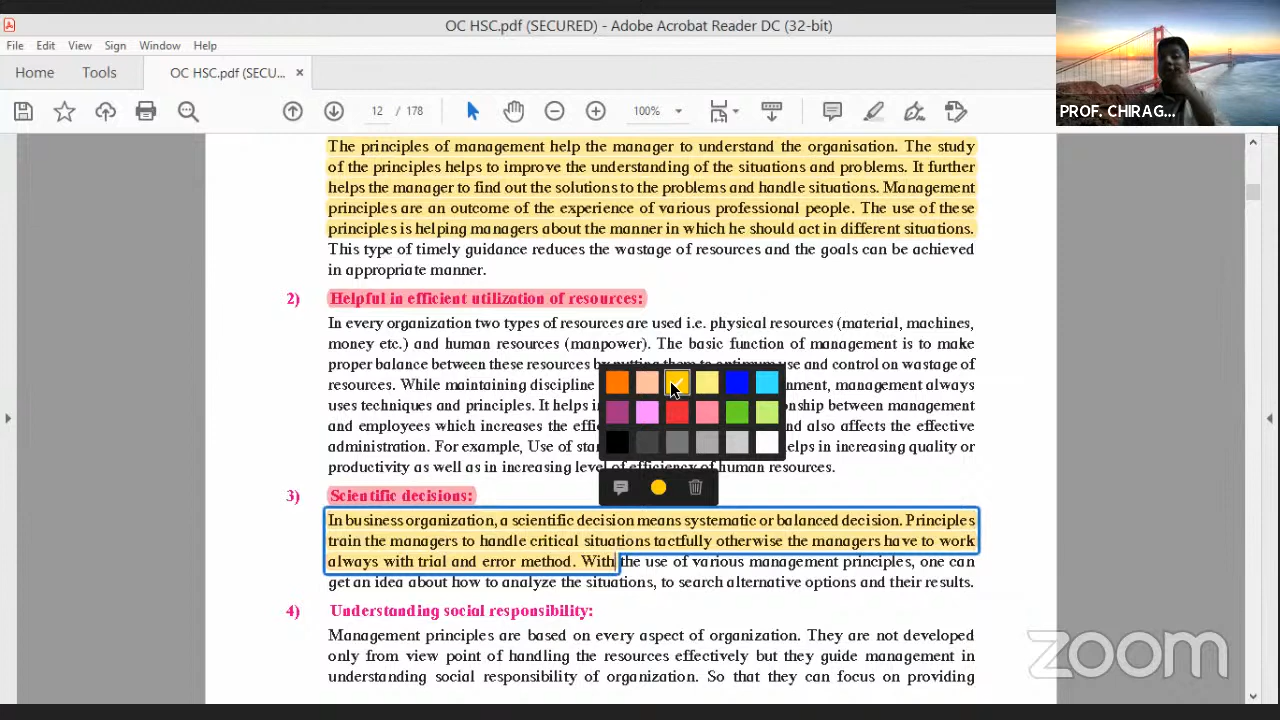 OC HSC.pdf (SECURED) - Adobe Acrobat Reader DC (32-bit)
File Edit View Sign Window Help
Home Tools OC HSC.pdf (SECU... ×
12 / 178 100%
PROF. CHIRAG...
The principles of management help the manager to understand the organisation. The study
of the principles helps to improve the understanding of the situations and problems. It further
helps the manager to find out the solutions to the problems and handle situations. Management
principles are an outcome of the experience of various professional people. The use of these
principles is helping managers about the manner in which he should act in different situations.
This type of timely guidance reduces the wastage of resources and the goals can be achieved
in appropriate manner.
2) Helpful in efficient utilization of resources:
In every organization two types of resources are used i.e. physical resources (material, machines,
money etc.) and human resources (manpower). The basic function of management is to make
proper balance between these resources by putting them to optimum use and control on wastage of
resources. While maintaining discipline nment, management always
uses techniques and principles. It helps in onship between management
and employees which increases the effi and also affects the effective
administration. For example, Use of stan elps in increasing quality or
productivity as well as in increasing level of efficiency of human resources.
3) Scientific decisions:
In business organization, a scientific decision means systematic or balanced decision. Principles
train the managers to handle critical situations tactfully otherwise the managers have to work
always with trial and error method. With the use of various management principles, one can
get an idea about how to analyze the situations, to search alternative options and their results.
4) Understanding social responsibility:
Management principles are based on every aspect of organization. They are not developed
only from view point of handling the resources effectively but they guide management in
understanding social responsibility of organization. So that they can focus on providing
zoom